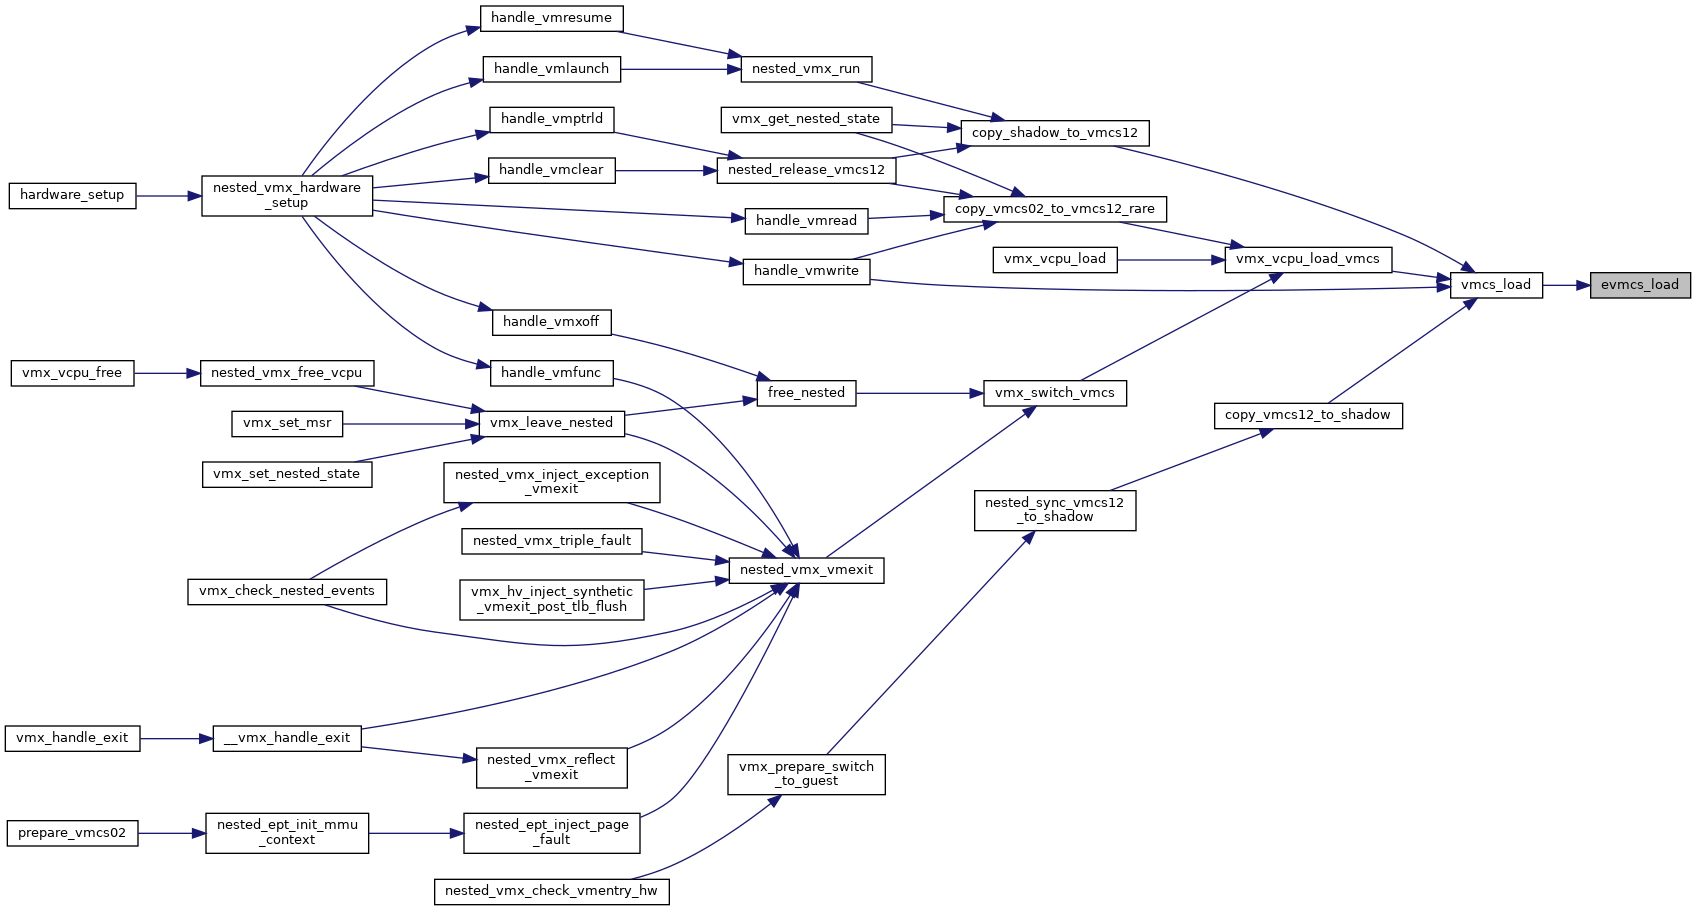 handle_vmresume
handle_vmlaunch
nested_vmx_run
handle_vmptrld
vmx_get_nested_state
copy_shadow_to_vmcs12
handle_vmclear
nested_release_vmcs12
hardware_setup
nested_vmx_hardware
_setup
handle_vmread
copy_vmcs02_to_vmcs12_rare
handle_vmwrite
vmx_vcpu_load
vmx_vcpu_load_vmcs
vmcs_load
evmcs_load
handle_vmxoff
vmx_vcpu_free
nested_vmx_free_vcpu
handle_vmfunc
free_nested
vmx_switch_vmcs
vmx_set_msr
vmx_leave_nested
copy_vmcs12_to_shadow
vmx_set_nested_state
nested_vmx_inject_exception
_vmexit
nested_sync_vmcs12
_to_shadow
nested_vmx_triple_fault
nested_vmx_vmexit
vmx_check_nested_events
vmx_hv_inject_synthetic
_vmexit_post_tlb_flush
vmx_handle_exit
__vmx_handle_exit
nested_vmx_reflect
_vmexit
vmx_prepare_switch
_to_guest
prepare_vmcs02
nested_ept_init_mmu
_context
nested_ept_inject_page
_fault
nested_vmx_check_vmentry_hw